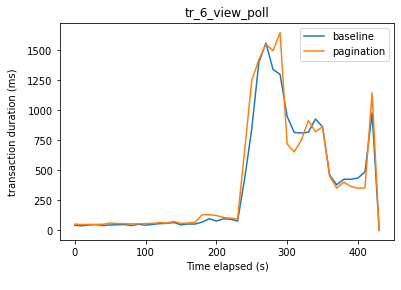 tr_6_view_poll
baseline
pagination
transaction duration (ms)
1500
1250
1000
750
500
250
0
0
100
200
300
400
Time elapsed (s)